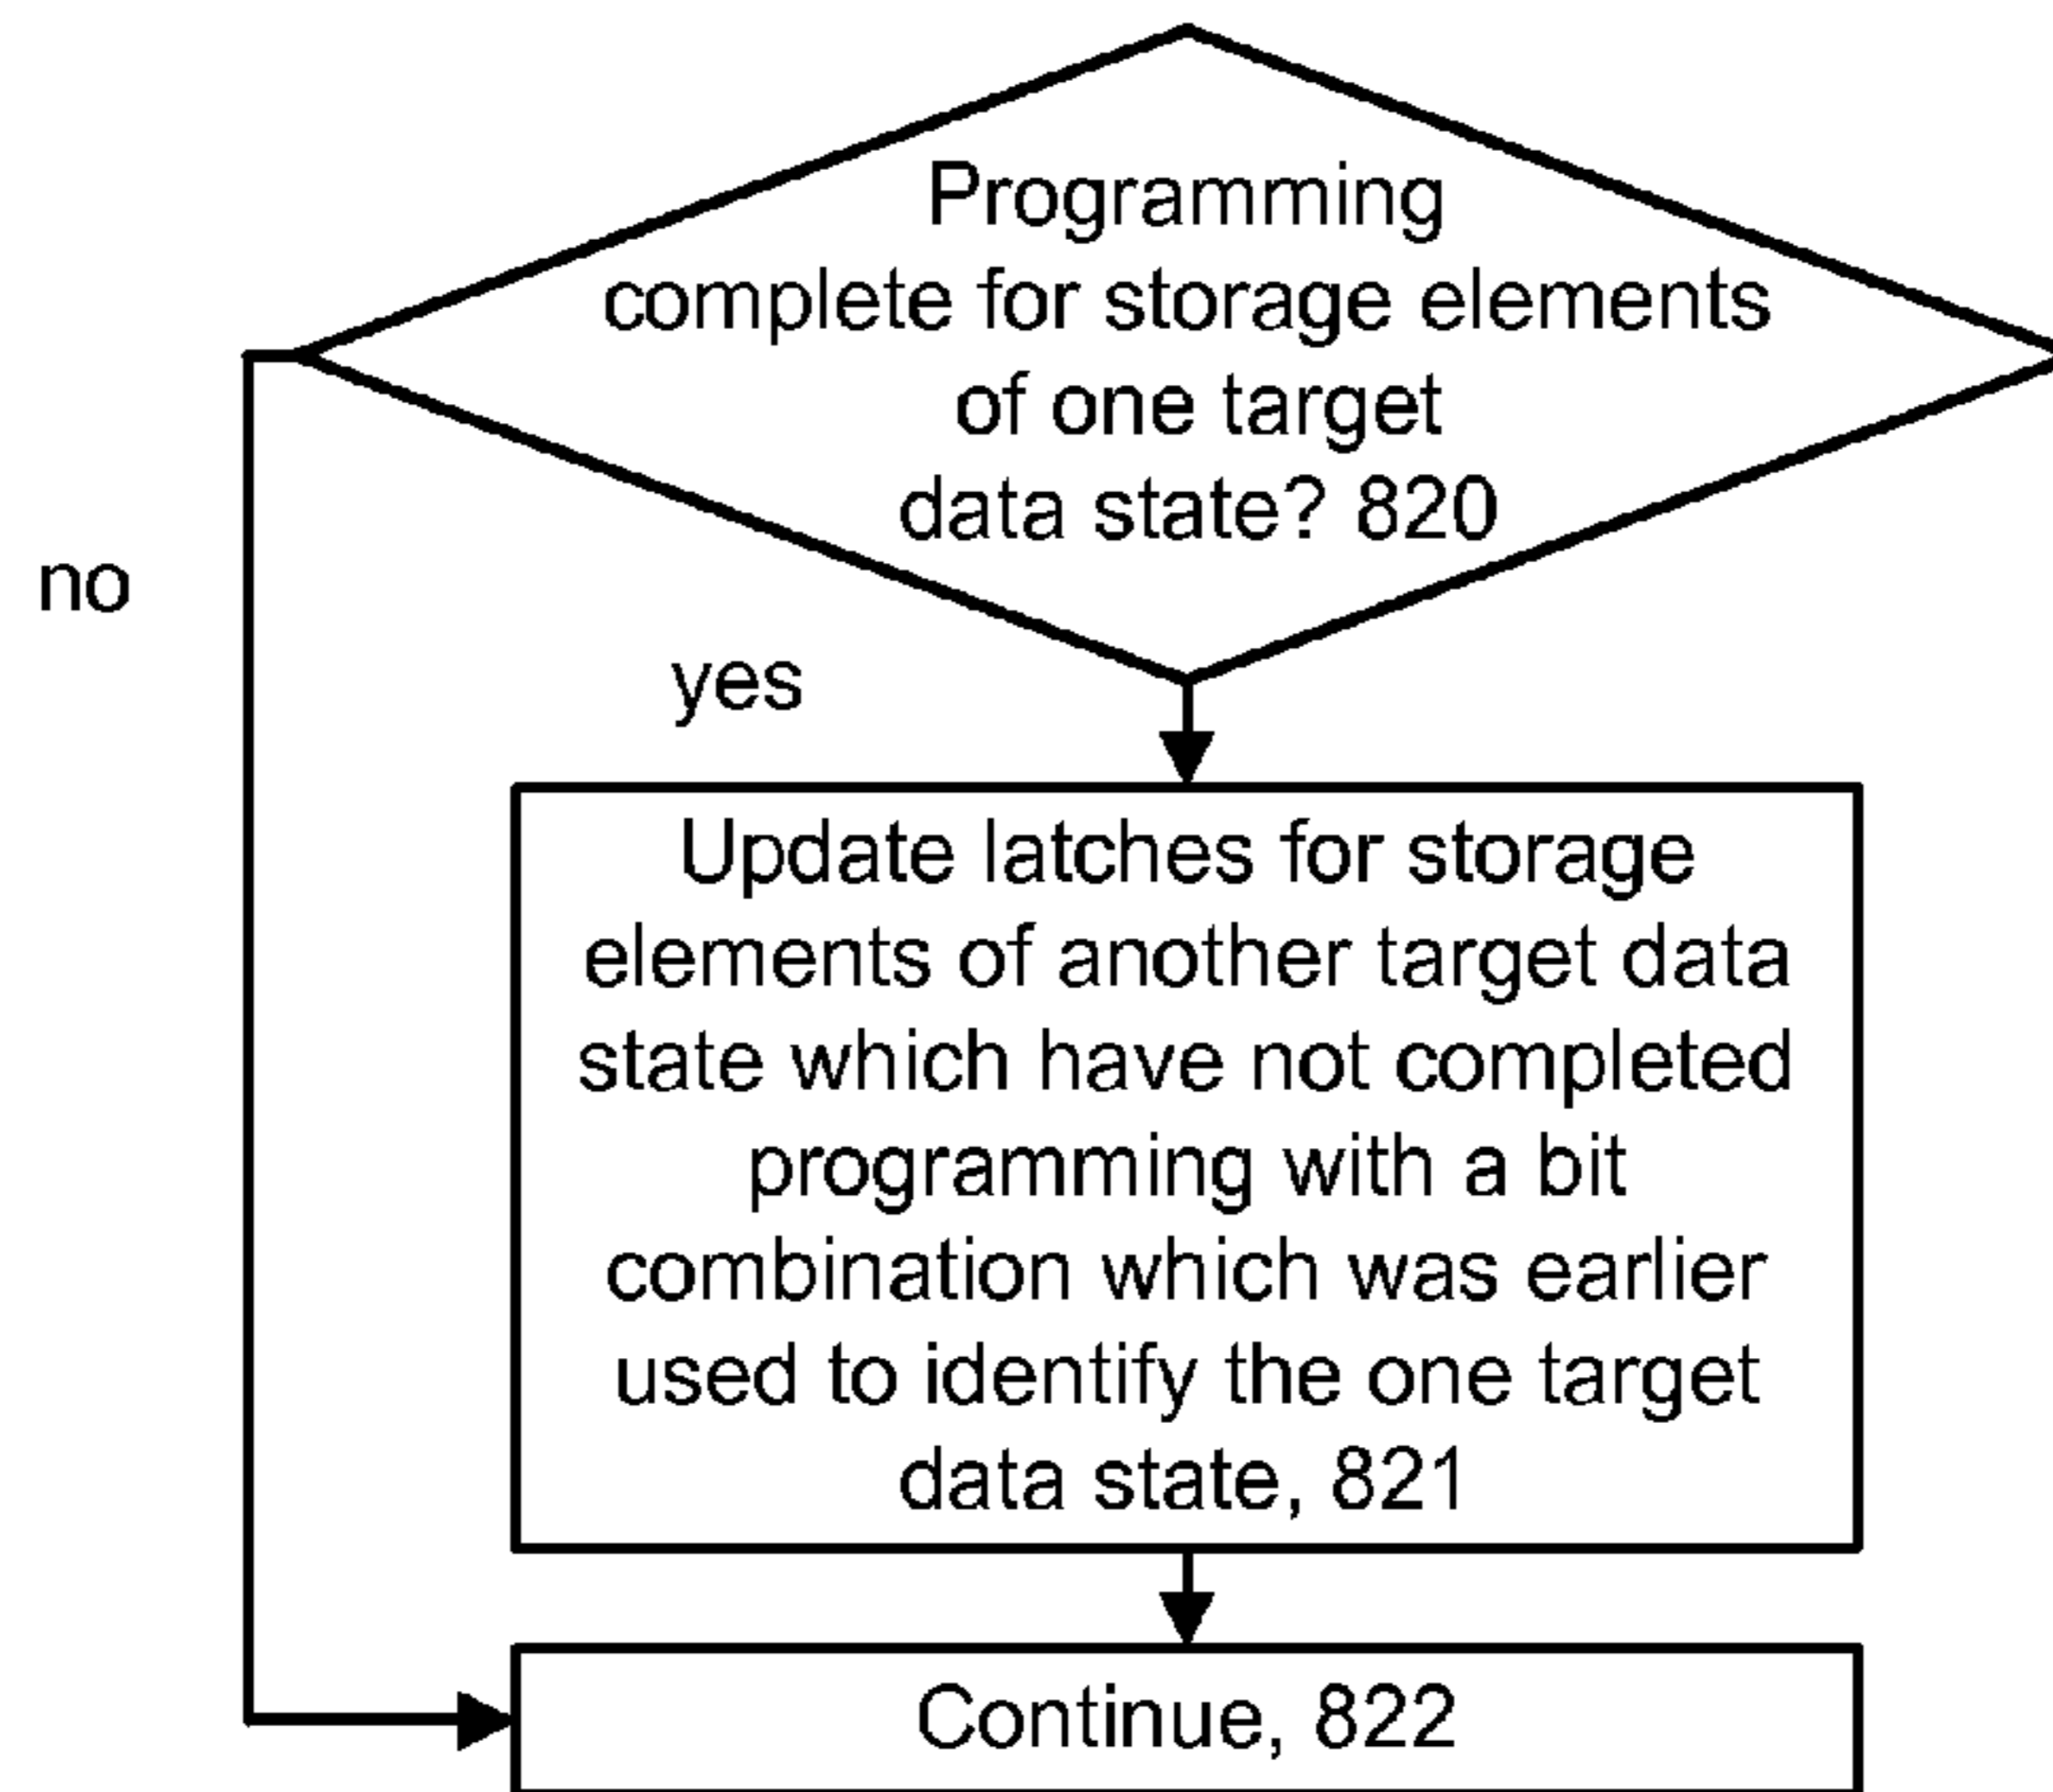 Programming
complete for storage elements
of one target
data state? 820
no
yes
Update latches for storage
elements of another target data
state which have not completed
programming with a bit
combination which was earlier
used to identify the one target
data state, 821
Continue, 822